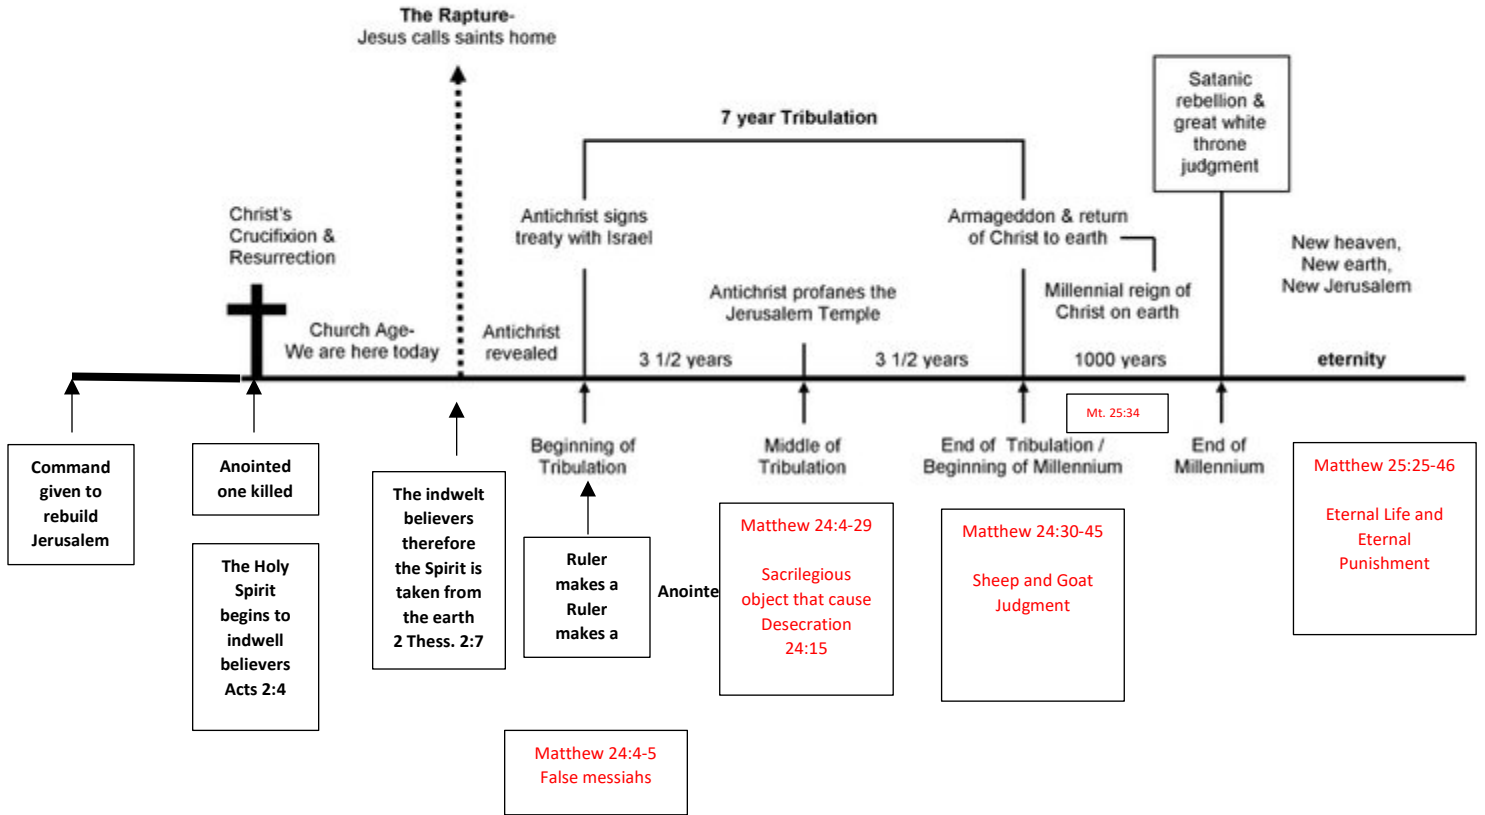 The Rapture-
Jesus calls saints home
Satanic
rebellion &
great white
throne
judgment
7 year Tribulation
Christ's
Crucifixion &
Resurrection
Antichrist signs
treaty with Israel
Armageddon & return
of Christ to earth
New heaven,
New earth,
New Jerusalem
Antichrist profanes the
Jerusalem Temple
Millennial reign of
Christ on earth
Church Age-
We are here today
Antichrist
revealed
3 1/2 years
3 1/2 years
1000 years
eternity
Mt. 25:34
Command
given to
rebuild
Jerusalem
Anointed
one killed
The Holy
Spirit
begins to
indwell
believers
Acts 2:4
The indwelt
believers
therefore
the Spirit is
taken from
the earth
2 Thess. 2:7
Beginning of
Tribulation
Ruler
makes a
Ruler
makes a
Anointe
Middle of
Tribulation
Matthew 24:4-29
Sacrilegious
object that cause
Desecration
24:15
End of Tribulation /
Beginning of Millennium
Matthew 24:30-45
Sheep and Goat
Judgment
End of
Millennium
Matthew 25:25-46
Eternal Life and
Eternal
Punishment
Matthew 24:4-5
False messiahs